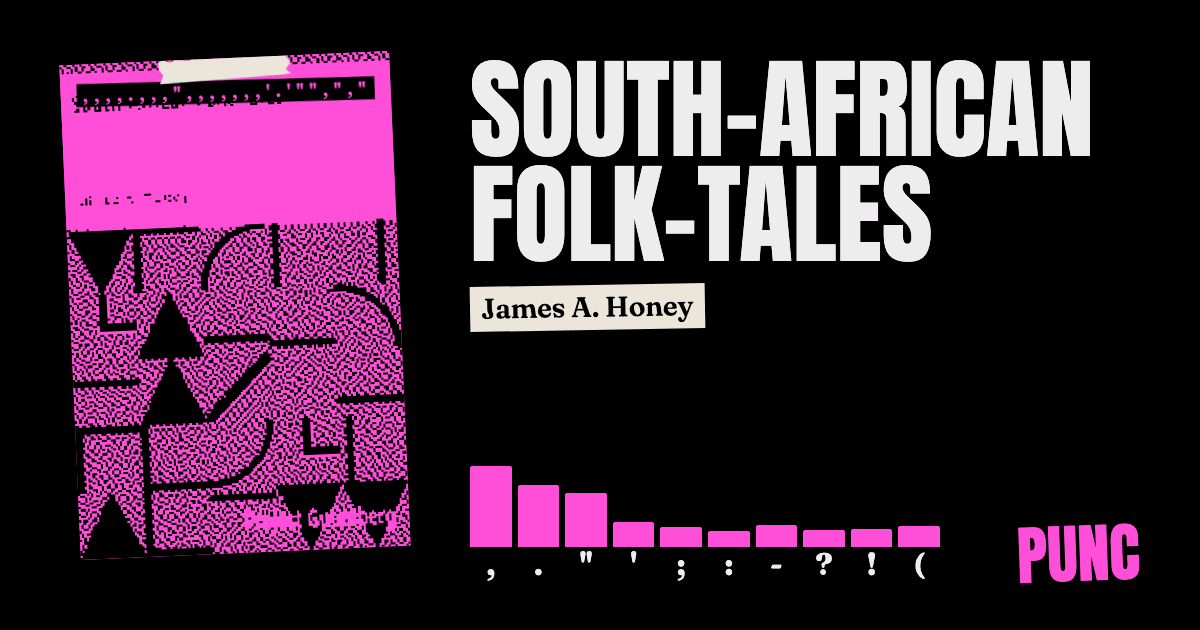 ,,,,.,,,",,,,,,,'.'"",","
SOUTH-AFRICAN
FOLK-TALES
James A. Honey
, . " ' ; : - ? ! (
PUNC